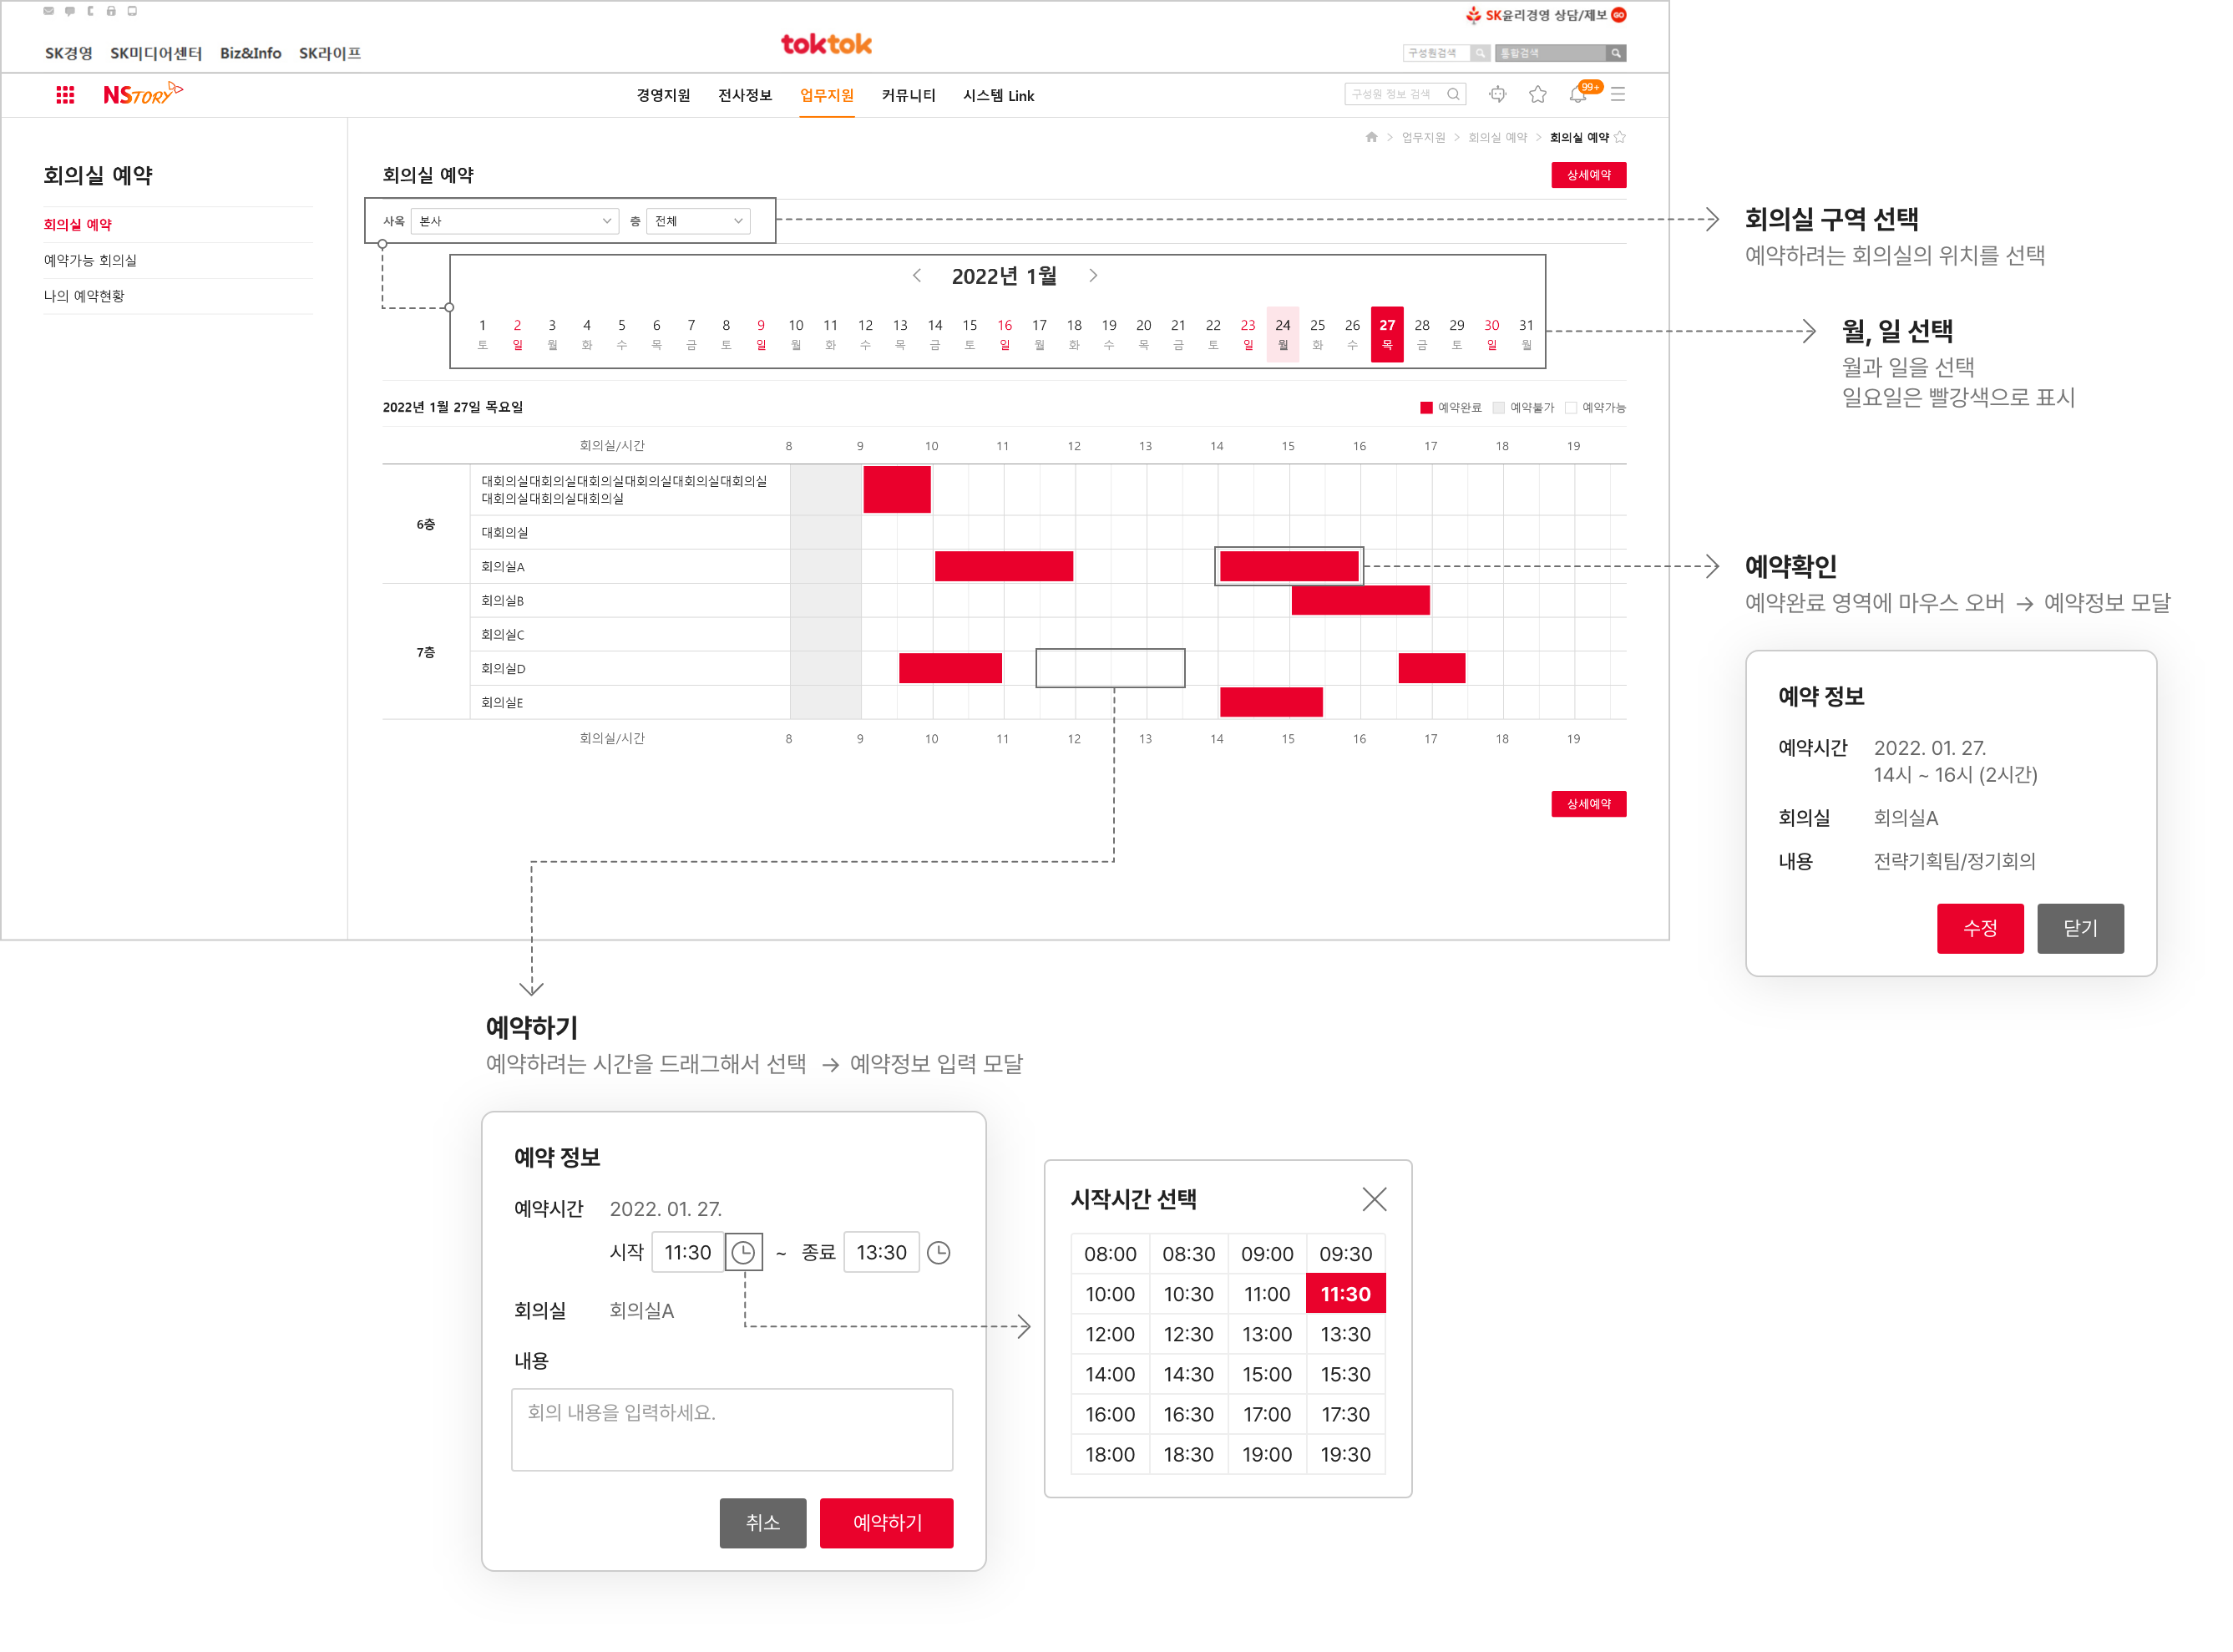 SK윤리경영 상담/제보 GO
SK경영 SK미디어센터 Biz&Info SK라이프
toktok
구성원검색 통합검색
NSTORY
경영지원 전사정보 업무지원 커뮤니티 시스템 Link
구성원 정보 검색 99+
> 업무지원 > 회의실 예약 > 회의실 예약
회의실 예약
회의실 예약
예약가능 회의실
나의 예약현황
회의실 예약
상세예약
사옥 본사 층 전체
2022년 1월
1 2 3 4 5 6 7 8 9 10 11 12 13 14 15 16 17 18 19 20 21 22 23 24 25 26 27 28 29 30 31
토 일 월 화 수 목 금 토 일 월 화 수 목 금 토 일 월 화 수 목 금 토 일 월 화 수 목 금 토 일 월
2022년 1월 27일 목요일
예약완료 예약불가 예약가능
회의실/시간 8 9 10 11 12 13 14 15 16 17 18 19
6층
대회의실대회의실대회의실대회의실대회의실대회의실
대회의실대회의실대회의실
대회의실
회의실A
7층
회의실B
회의실C
회의실D
회의실E
회의실/시간 8 9 10 11 12 13 14 15 16 17 18 19
상세예약
회의실 구역 선택
예약하려는 회의실의 위치를 선택
월, 일 선택
월과 일을 선택
일요일은 빨강색으로 표시
예약확인
예약완료 영역에 마우스 오버 → 예약정보 모달
예약 정보
예약시간 2022. 01. 27.
14시 ~ 16시 (2시간)
회의실 회의실A
내용 전략기획팀/정기회의
수정 닫기
예약하기
예약하려는 시간을 드래그해서 선택 → 예약정보 입력 모달
예약 정보
예약시간 2022. 01. 27.
시작 11:30 ~ 종료 13:30
회의실 회의실A
내용
회의 내용을 입력하세요.
취소 예약하기
시작시간 선택
08:00 08:30 09:00 09:30
10:00 10:30 11:00 11:30
12:00 12:30 13:00 13:30
14:00 14:30 15:00 15:30
16:00 16:30 17:00 17:30
18:00 18:30 19:00 19:30